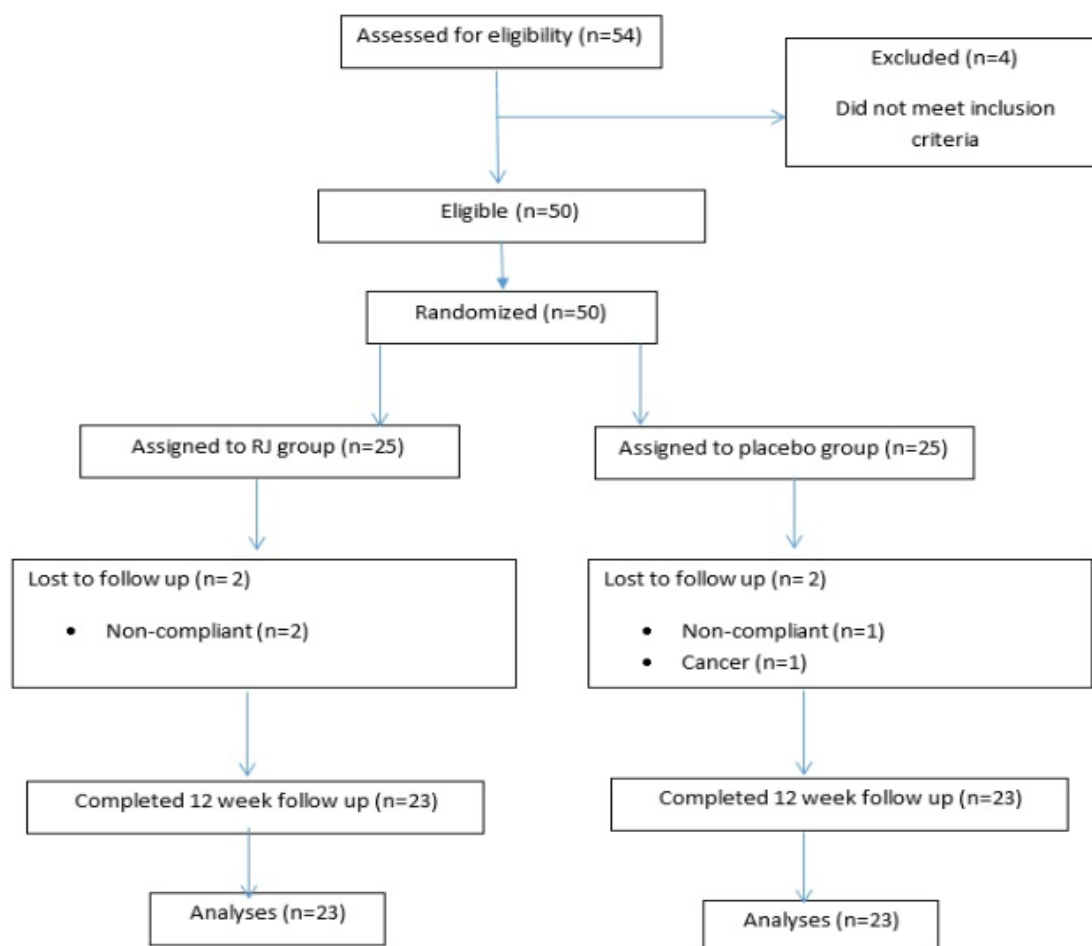 Assessed for eligibility (n=54)
Excluded (n=4)
Did not meet inclusion
criteria
Eligible (n=50)
Randomized (n=50)
Assigned to RJ group (n=25)
Assigned to placebo group (n=25)
Lost to follow up (n= 2)
• Non-compliant (n=2)
Lost to follow up (n= 2)
• Non-compliant (n=1)
• Cancer (n=1)
Completed 12 week follow up (n=23)
Completed 12 week follow up (n=23)
Analyses (n=23)
Analyses (n=23)